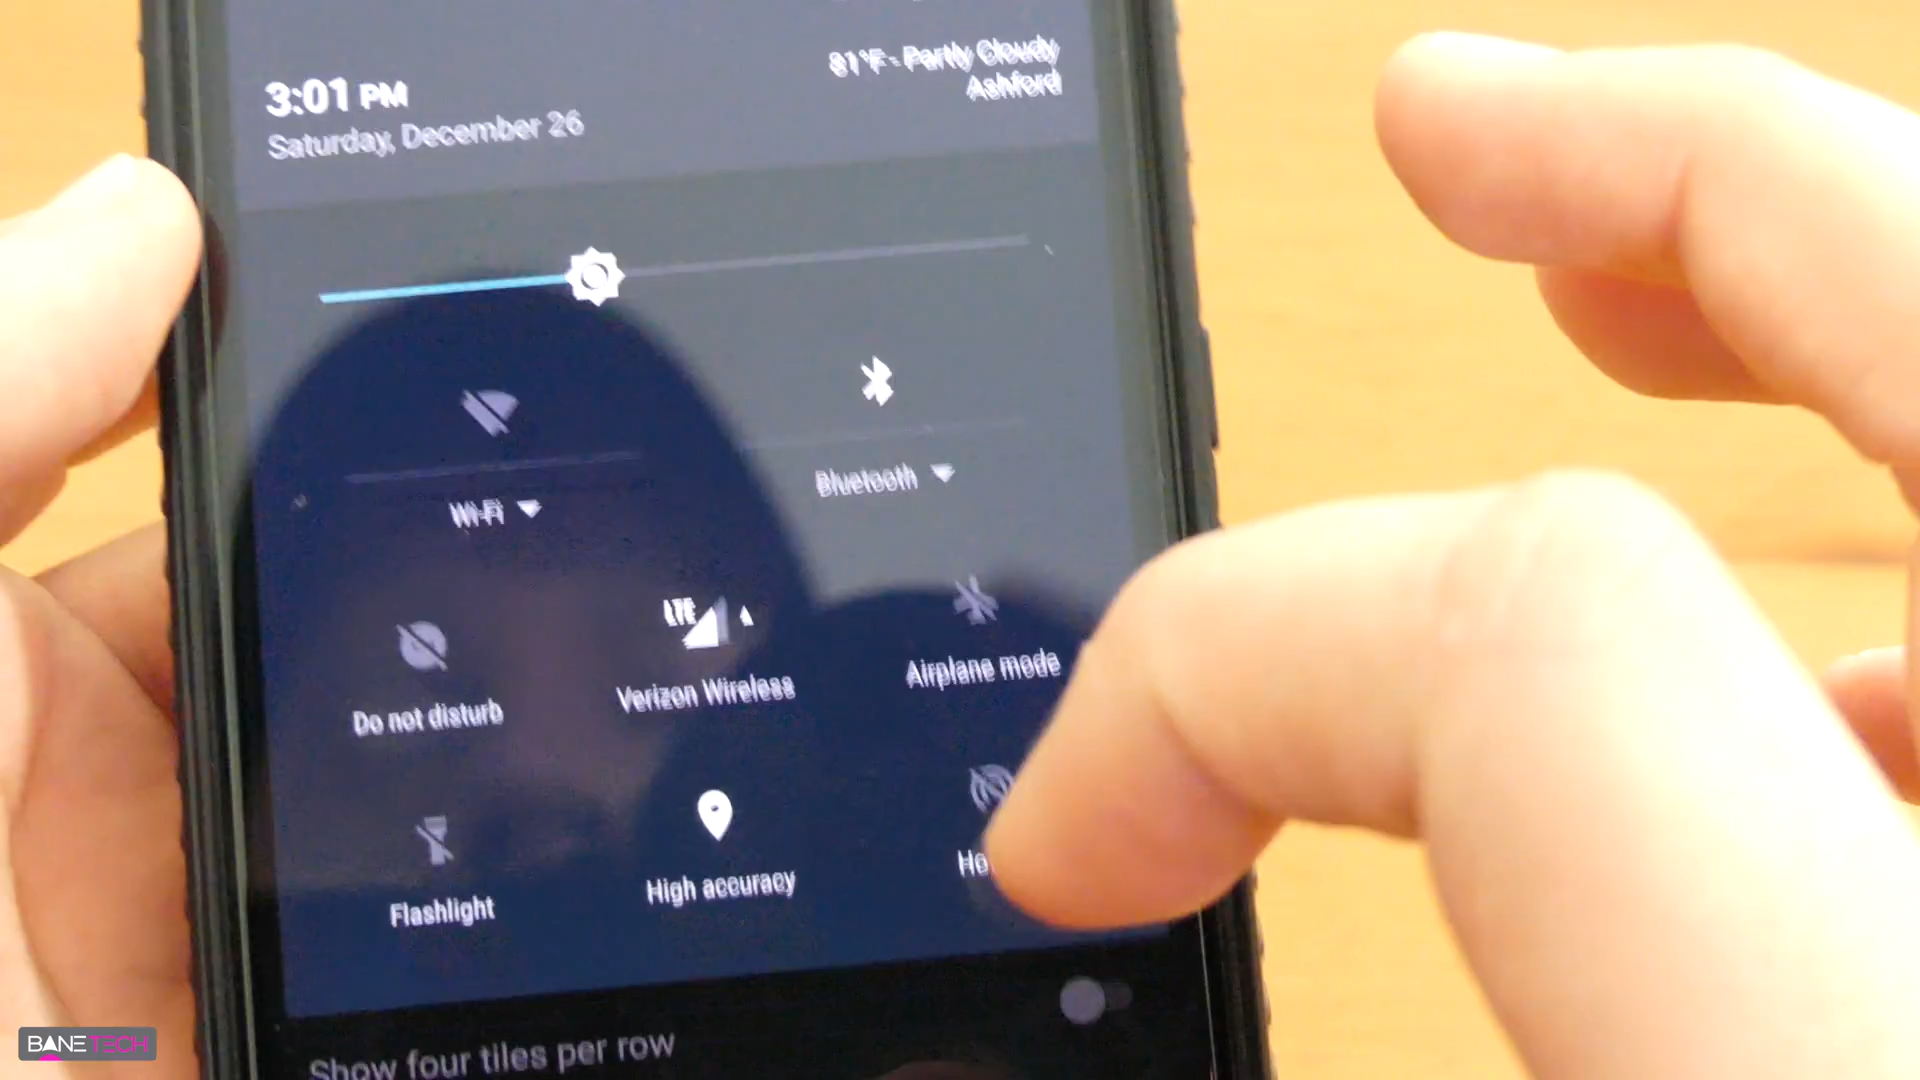 81°F - Partly Cloudy
Ashford
3:01 PM
Saturday, December 26
Wi-Fi
Bluetooth
LTE
Do not disturb
Verizon Wireless
Airplane mode
Flashlight
High accuracy
Ho
Show four tiles per row
BANETECH